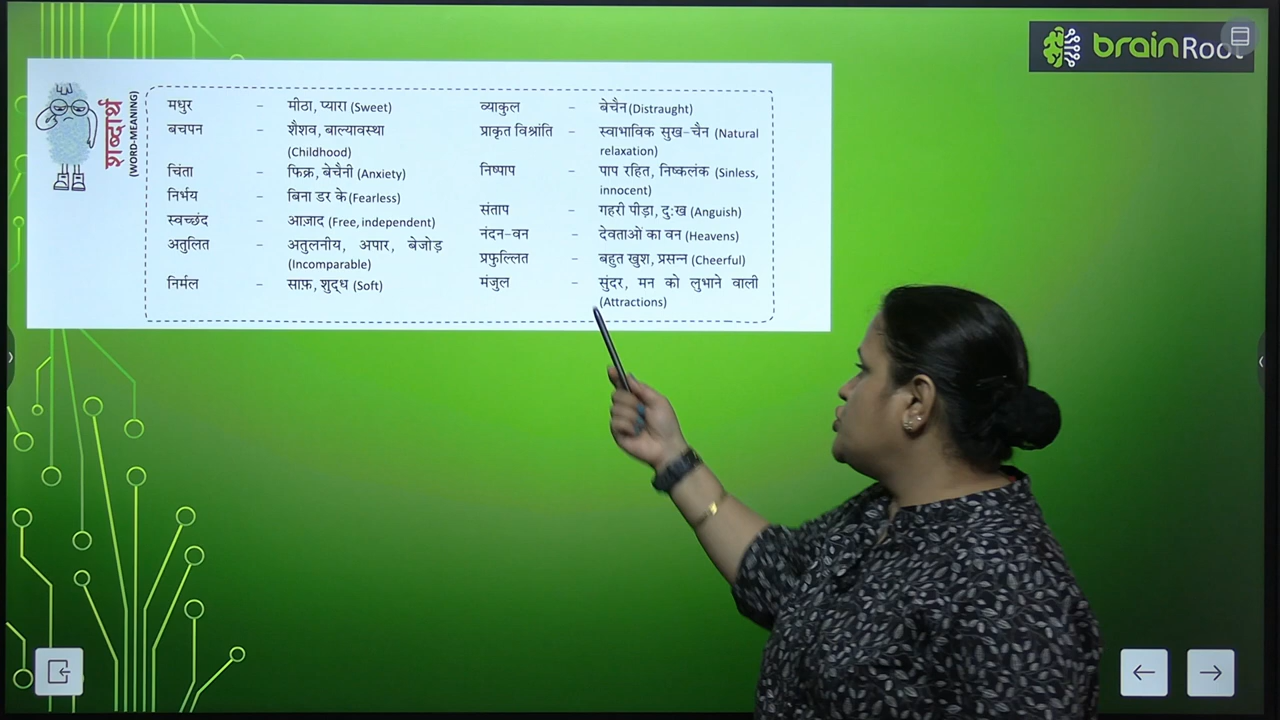 brainRoot
शब्दार्थ
(WORD-MEANING)
मधुर – मीठा, प्यारा (Sweet)
बचपन – शैशव, बाल्यावस्था
(Childhood)
चिंता – फिक्र, बेचैनी (Anxiety)
निर्भय – बिना डर के (Fearless)
स्वच्छंद – आज़ाद (Free, independent)
अतुलित – अतुलनीय, अपार, बेजोड़
(Incomparable)
निर्मल – साफ़, शुद्ध (Soft)
व्याकुल – बेचैन (Distraught)
प्राकृत विश्रांति – स्वाभाविक सुख-चैन (Natural
relaxation)
निष्पाप – पाप रहित, निष्कलंक (Sinless,
innocent)
संताप – गहरी पीड़ा, दुःख (Anguish)
नंदन-वन – देवताओं का वन (Heavens)
प्रफुल्लित – बहुत खुश, प्रसन्न (Cheerful)
मंजुल – सुंदर, मन को लुभाने वाली
(Attractions)